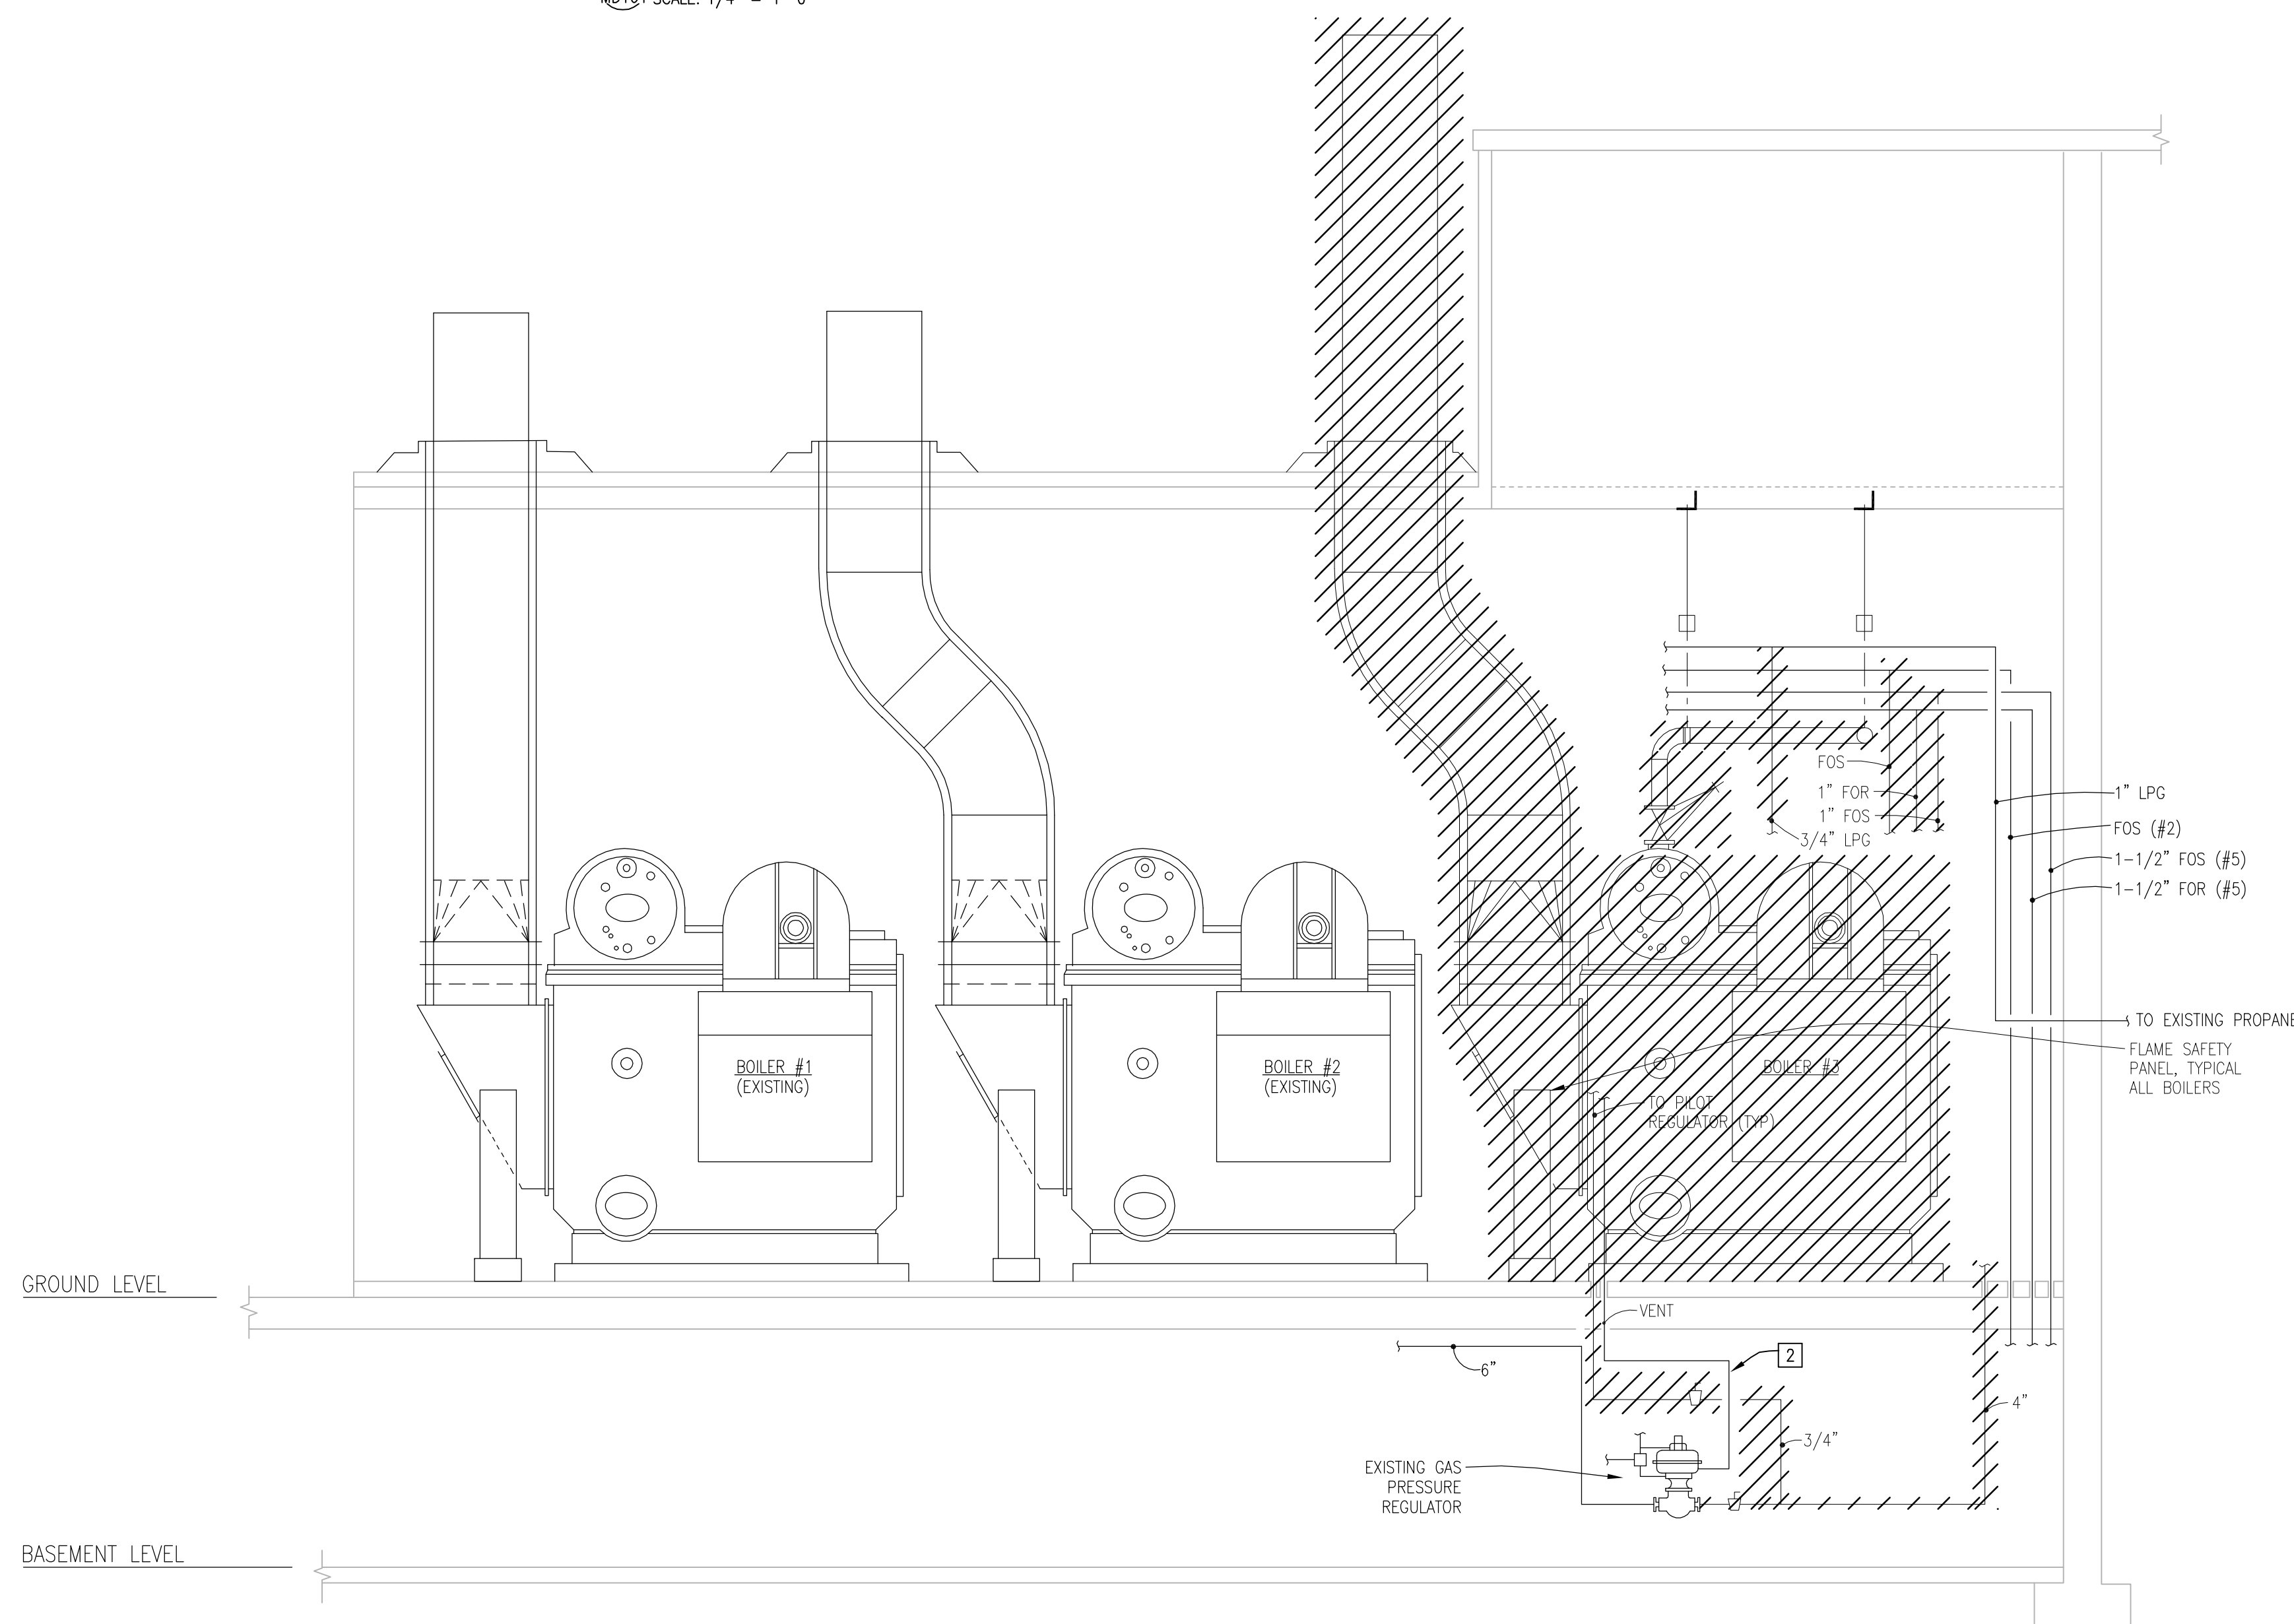 FOS
1" FOR
1" FOS
3/4" LPG
1" LPG
FOS (#2)
1-1/2" FOS (#5)
1-1/2" FOR (#5)
TO EXISTING PROPANE
FLAME SAFETY
PANEL, TYPICAL
ALL BOILERS
BOILER #1
(EXISTING)
BOILER #2
(EXISTING)
BOILER #3
TO PILOT
REGULATOR (TYP)
GROUND LEVEL
VENT
2
6"
4"
3/4"
EXISTING GAS
PRESSURE
REGULATOR
BASEMENT LEVEL